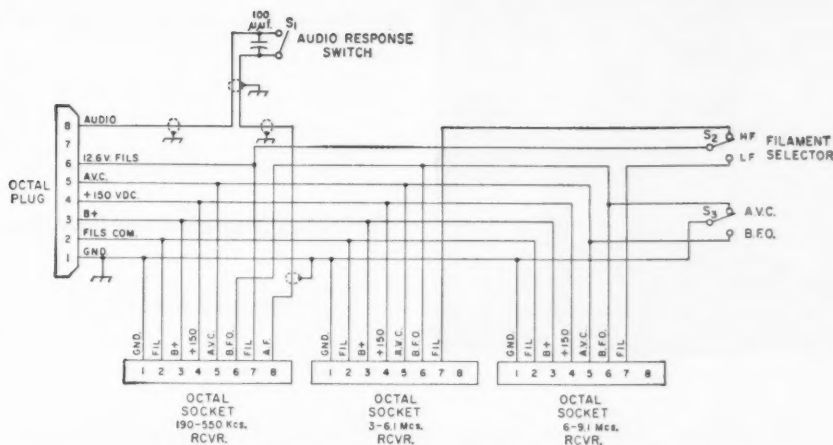 100
μμf.
S1
AUDIO RESPONSE
SWITCH
OCTAL
PLUG
8 AUDIO
7
6 12.6V. FILS
5 A.V.C.
4 +150 VDC.
3 B+
2 FILS COM.
1 GND
S2
HF
LF
FILAMENT
SELECTOR
S3
A.V.C.
B.F.O.
GND. FIL B+ +150 A.V.C. B.F.O. FIL A.F.
1 2 3 4 5 6 7 8
OCTAL
SOCKET
190-550 Kcs.
RCVR.
GND. FIL B+ +150 A.V.C. B.F.O. FIL
1 2 3 4 5 6 7 8
OCTAL
SOCKET
3-6.1 Mcs.
RCVR.
GND. FIL B+ +150 A.V.C. B.F.O. FIL
1 2 3 4 5 6 7 8
OCTAL
SOCKET
6-9.1 Mcs.
RCVR.